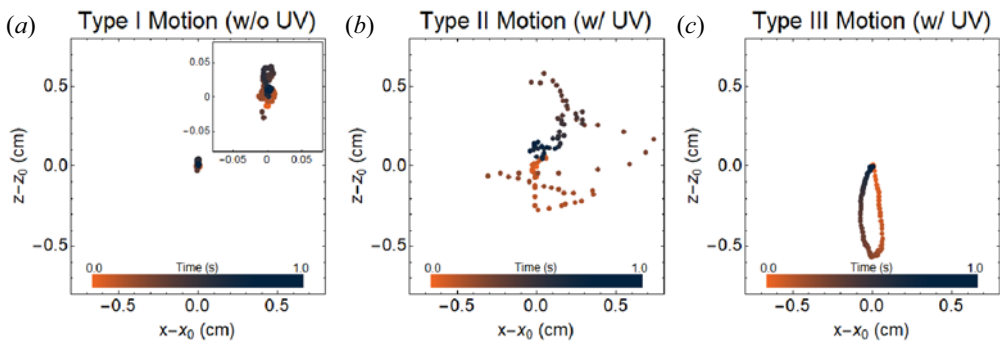 (a) Type I Motion (w/o UV)
0.5
0.0
−0.5
z−z₀ (cm)
0.05
0
−0.05
−0.05 0 0.05
0.0 Time (s) 1.0
−0.5 0.0 0.5
x−x₀ (cm)
(b) Type II Motion (w/ UV)
0.5
0.0
−0.5
z−z₀ (cm)
0.0 Time (s) 1.0
−0.5 0.0 0.5
x−x₀ (cm)
(c) Type III Motion (w/ UV)
0.5
0.0
−0.5
z−z₀ (cm)
0.0 Time (s) 1.0
−0.5 0.0 0.5
x−x₀ (cm)